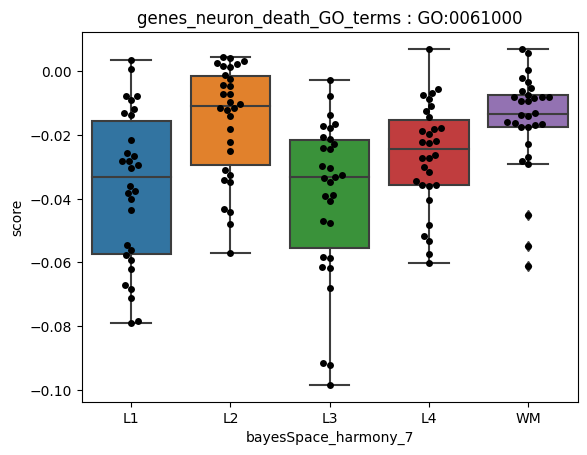 genes_neuron_death_GO_terms : GO:0061000
0.00
−0.02
−0.04
−0.06
−0.08
−0.10
score
L1 L2 L3 L4 WM
bayesSpace_harmony_7